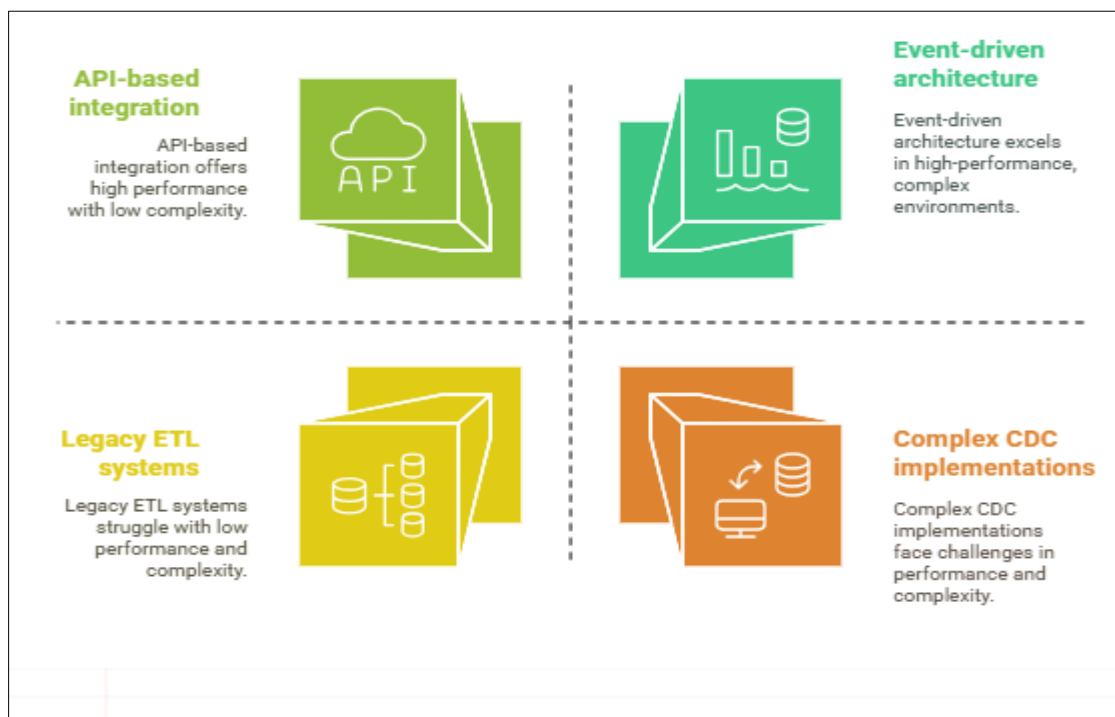 API-based
integration
API-based
integration offers
high performance
with low complexity.
API
Event-driven
architecture
Event-driven
architecture excels
in high-performance,
complex
environments.
Legacy ETL
systems
Legacy ETL systems
struggle with low
performance and
complexity.
Complex CDC
implementations
Complex CDC
implementations
face challenges in
performance and
complexity.